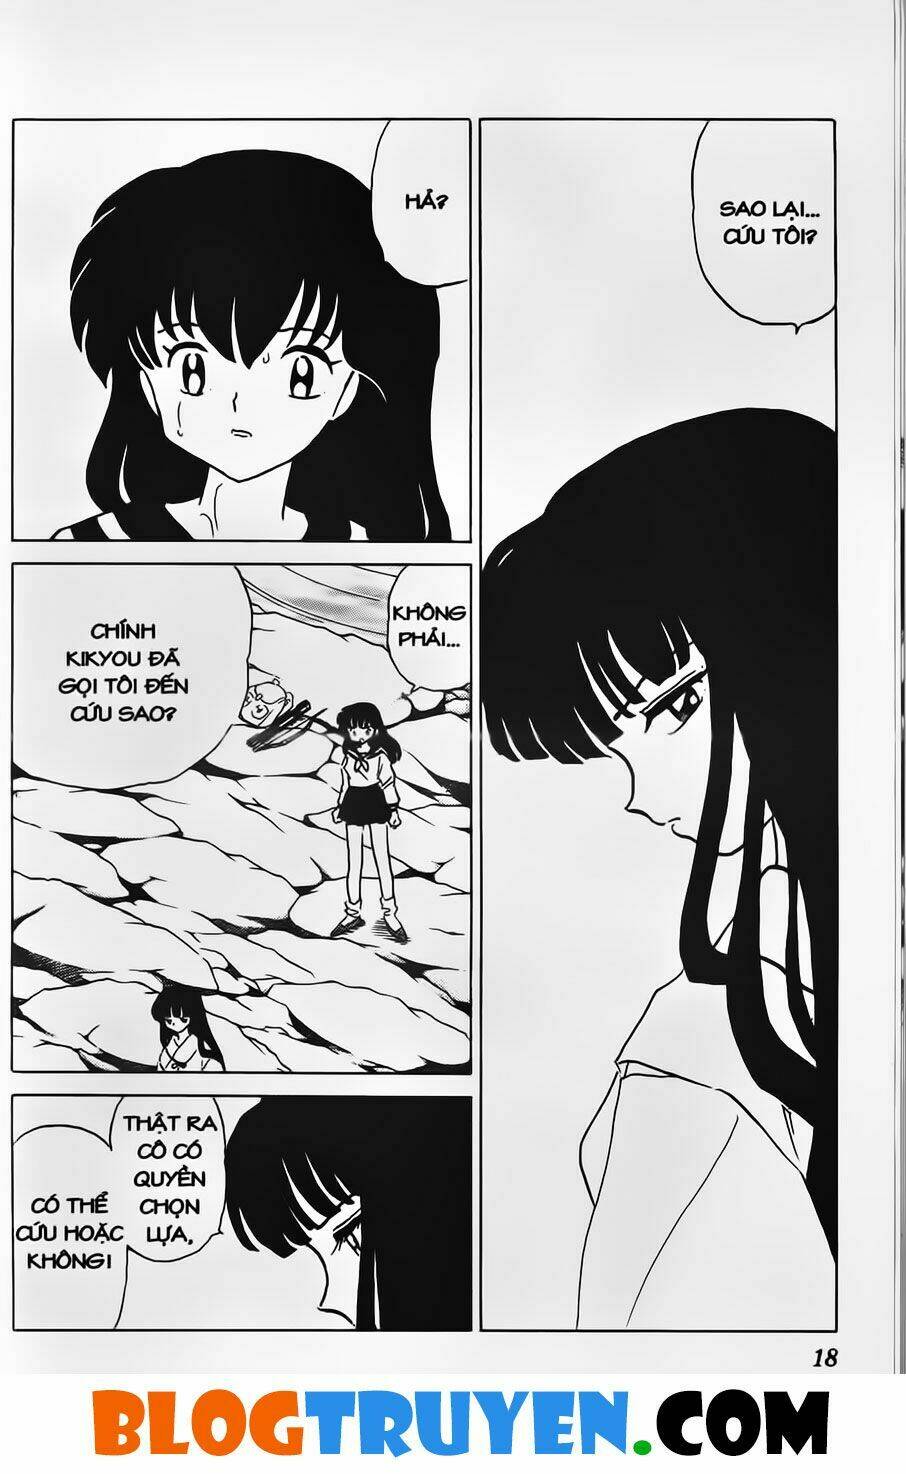 SAO LẠI...
CỨU TÔI?
HẢ?
KHÔNG
PHẢI...
CHÍNH
KIKYOU ĐÃ
GỌI TÔI ĐẾN
CỨU SAO?
THẬT RA
CÔ CÓ
QUYỀN
CHỌN
LỰA,
CÓ THỂ
CỨU HOẶC
KHÔNG!
18
BLOGTRUYEN.COM